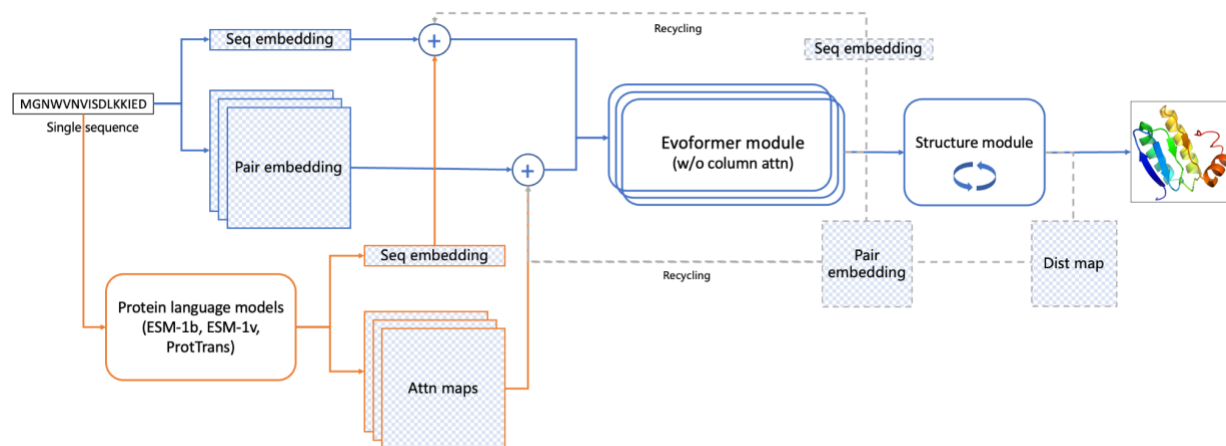 Recycling
Seq embedding
Seq embedding
MGNWVNVISDLKKIED
Single sequence
Pair embedding
Evoformer module
(w/o column attn)
Structure module
Seq embedding
Recycling
Pair
embedding
Dist map
Protein language models
(ESM-1b, ESM-1v,
ProtTrans)
Attn maps